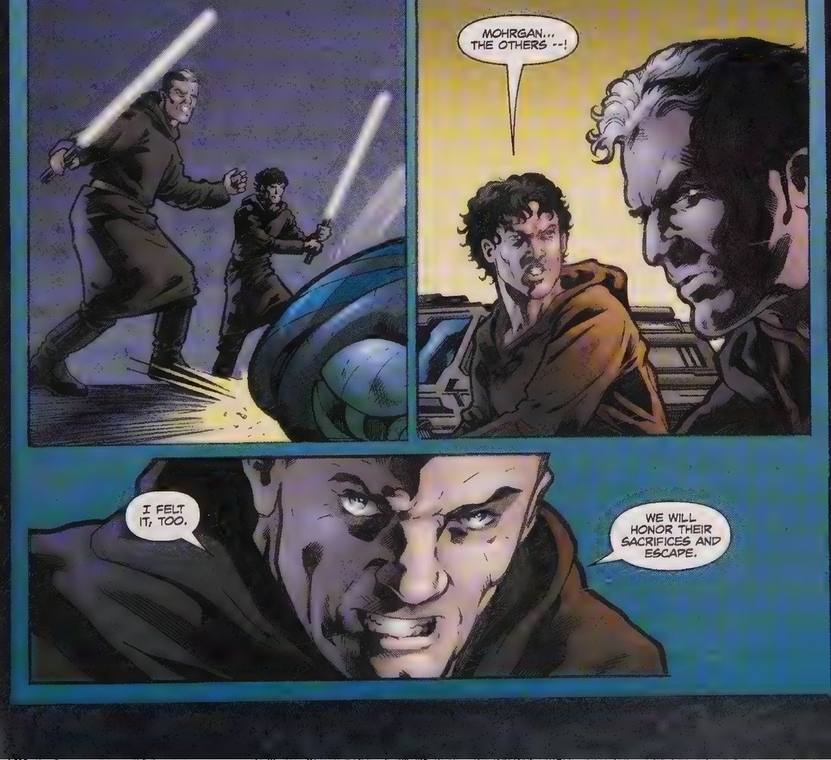 MOHRGAN...
THE OTHERS --!
I FELT
IT, TOO.
WE WILL
HONOR THEIR
SACRIFICES AND
ESCAPE.